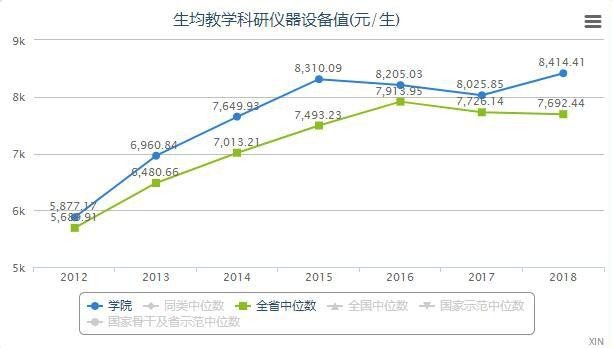 生均教学科研仪器设备值(元/生)
9k
8k
7k
6k
5k
5,877.17
6,960.84
7,649.93
8,310.09
8,205.03
8,025.85
8,414.41
6,480.66
7,013.21
7,493.23
7,913.95
7,726.14
7,692.44
2012 2013 2014 2015 2016 2017 2018
学院 同类中位数 全省中位数 全国中位数 国家示范中位数
国家骨干及省示范中位数
XIN